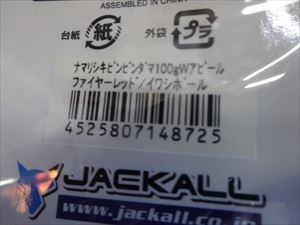 ASSEMBLED IN CHINA
台紙 紙 外袋 プラ
ナマリシキビンビンダマ100gWアピール
ファイヤーレッド/イワシボール
4525807148725
JACKALL
www.jackall.co.jp